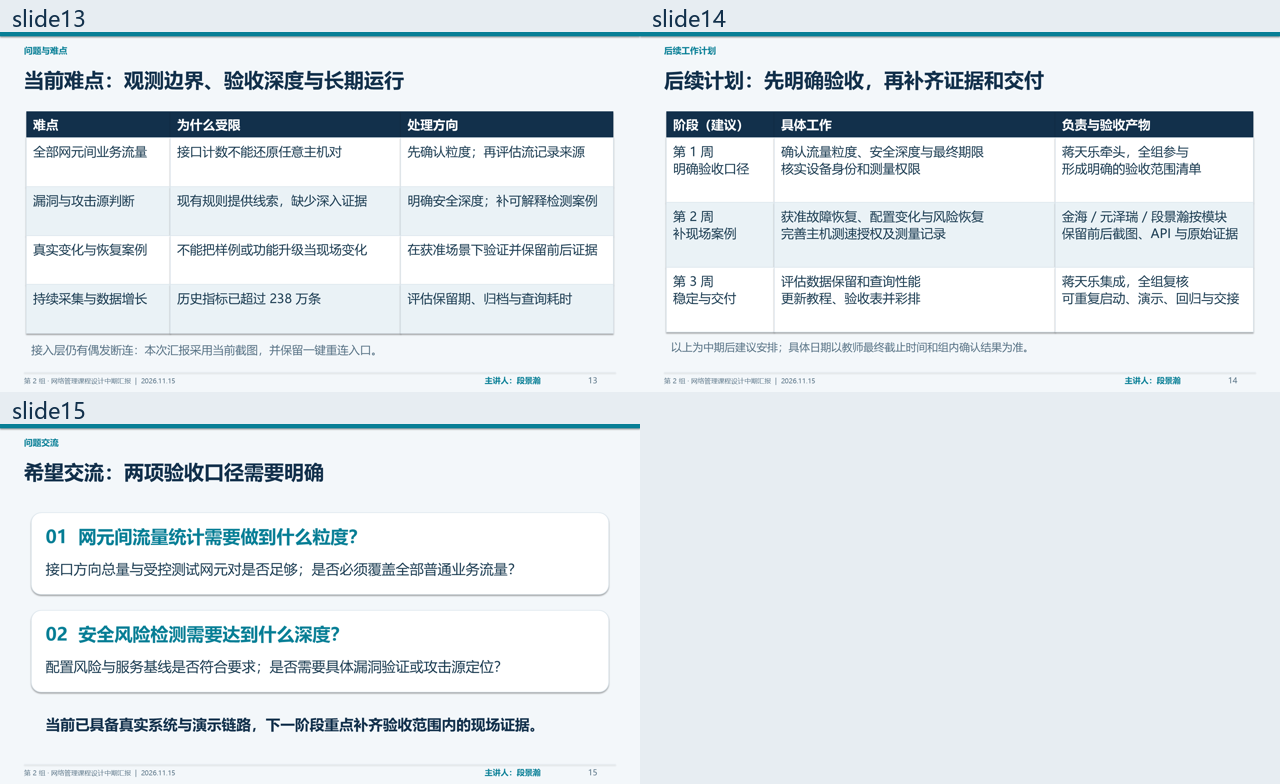 slide13
问题与难点
当前难点：观测边界、验收深度与长期运行
难点 为什么受限 处理方向
全部网元间业务流量 接口计数不能还原任意主机对 先确认粒度；再评估流记录来源
漏洞与攻击源判断 现有规则提供线索，缺少深入证据 明确安全深度；补可解释检测案例
真实变化与恢复案例 不能把样例或功能升级当现场变化 在获准场景下验证并保留前后证据
持续采集与数据增长 历史指标已超过 238 万条 评估保留期、归档与查询耗时
接入层仍有偶发断连：本次汇报采用当前截图，并保留一键重连入口。
第 2 组 · 网络管理课程设计中期汇报 | 2026.11.15 主讲人：段景瀚 13
slide14
后续工作计划
后续计划：先明确验收，再补齐证据和交付
阶段（建议） 具体工作 负责与验收产物
第 1 周 确认流量粒度、安全深度与最终期限 蒋天乐牵头，全组参与
明确验收口径 核实设备身份和测量权限 形成明确的验收范围清单
第 2 周 获准故障恢复、配置变化与风险恢复 金海 / 元泽瑞 / 段景瀚按模块
补现场案例 完善主机测速授权及测量记录 保留前后截图、API 与原始证据
第 3 周 评估数据保留和查询性能 蒋天乐集成，全组复核
稳定与交付 更新教程、验收表并彩排 可重复启动、演示、回归与交接
以上为中期后建议安排；具体日期以教师最终截止时间和组内确认结果为准。
第 2 组 · 网络管理课程设计中期汇报 | 2026.11.15 主讲人：段景瀚 14
slide15
问题交流
希望交流：两项验收口径需要明确
01 网元间流量统计需要做到什么粒度？
接口方向总量与受控测试网元对是否足够；是否必须覆盖全部普通业务流量？
02 安全风险检测需要达到什么深度？
配置风险与服务基线是否符合要求；是否需要具体漏洞验证或攻击源定位？
当前已具备真实系统与演示链路，下一阶段重点补齐验收范围内的现场证据。
第 2 组 · 网络管理课程设计中期汇报 | 2026.11.15 主讲人：段景瀚 15